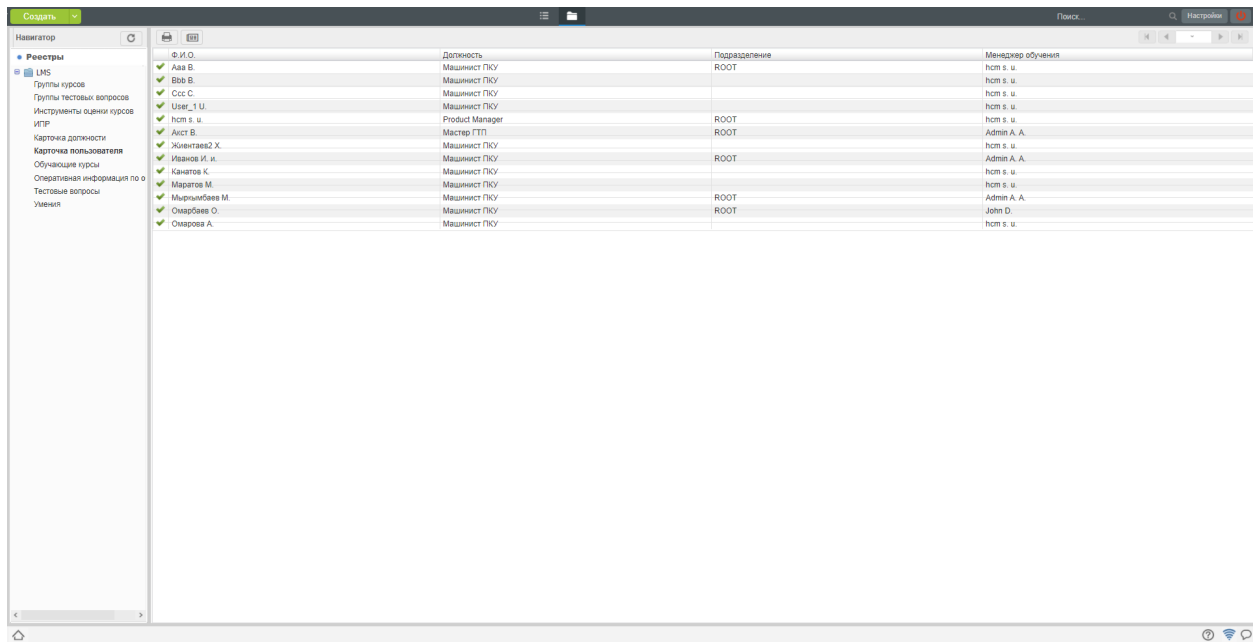 Создать
Поиск...
Настройки
Навигатор
Реестры
LMS
Группы курсов
Группы тестовых вопросов
Инструменты оценки курсов
ИПР
Карточка должности
Карточка пользователя
Обучающие курсы
Оперативная информация по о
Тестовые вопросы
Умения
Ф.И.О. Должность Подразделение Менеджер обучения
Aaa B. Машинист ПКУ ROOT hcm s. u.
Bbb B. Машинист ПКУ hcm s. u.
Ccc C. Машинист ПКУ hcm s. u.
User_1 U. Машинист ПКУ hcm s. u.
hcm s. u. Product Manager ROOT hcm s. u.
Акст В. Мастер ГТП ROOT Admin A. A.
Жиентаев2 Х. Машинист ПКУ hcm s. u.
Иванов И. и. Машинист ПКУ ROOT Admin A. A.
Канатов К. Машинист ПКУ hcm s. u.
Маратов М. Машинист ПКУ hcm s. u.
Мыркымбаев М. Машинист ПКУ ROOT Admin A. A.
Омарбаев О. Машинист ПКУ ROOT John D.
Омарова А. Машинист ПКУ hcm s. u.